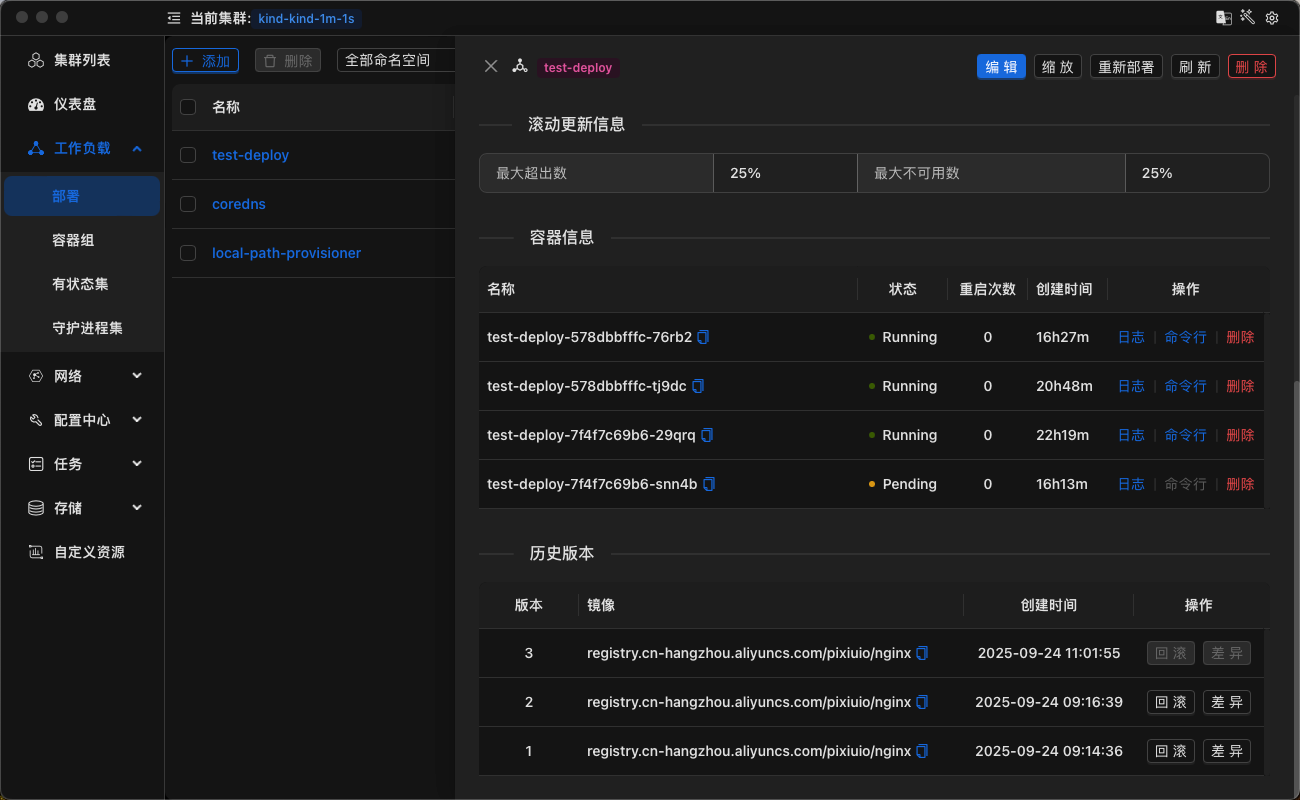 当前集群: kind-kind-1m-1s
集群列表
仪表盘
工作负载
部署
容器组
有状态集
守护进程集
网络
配置中心
任务
存储
自定义资源
添加 删除 全部命名空间
名称
test-deploy
coredns
local-path-provisioner
test-deploy 编辑 缩放 重新部署 刷新 删除
滚动更新信息
最大超出数 25% 最大不可用数 25%
容器信息
名称 状态 重启次数 创建时间 操作
test-deploy-578dbbfffc-76rb2 Running 0 16h27m 日志 命令行 删除
test-deploy-578dbbfffc-tj9dc Running 0 20h48m 日志 命令行 删除
test-deploy-7f4f7c69b6-29qrq Running 0 22h19m 日志 命令行 删除
test-deploy-7f4f7c69b6-snn4b Pending 0 16h13m 日志 命令行 删除
历史版本
版本 镜像 创建时间 操作
3 registry.cn-hangzhou.aliyuncs.com/pixiuio/nginx 2025-09-24 11:01:55 回滚 差异
2 registry.cn-hangzhou.aliyuncs.com/pixiuio/nginx 2025-09-24 09:16:39 回滚 差异
1 registry.cn-hangzhou.aliyuncs.com/pixiuio/nginx 2025-09-24 09:14:36 回滚 差异